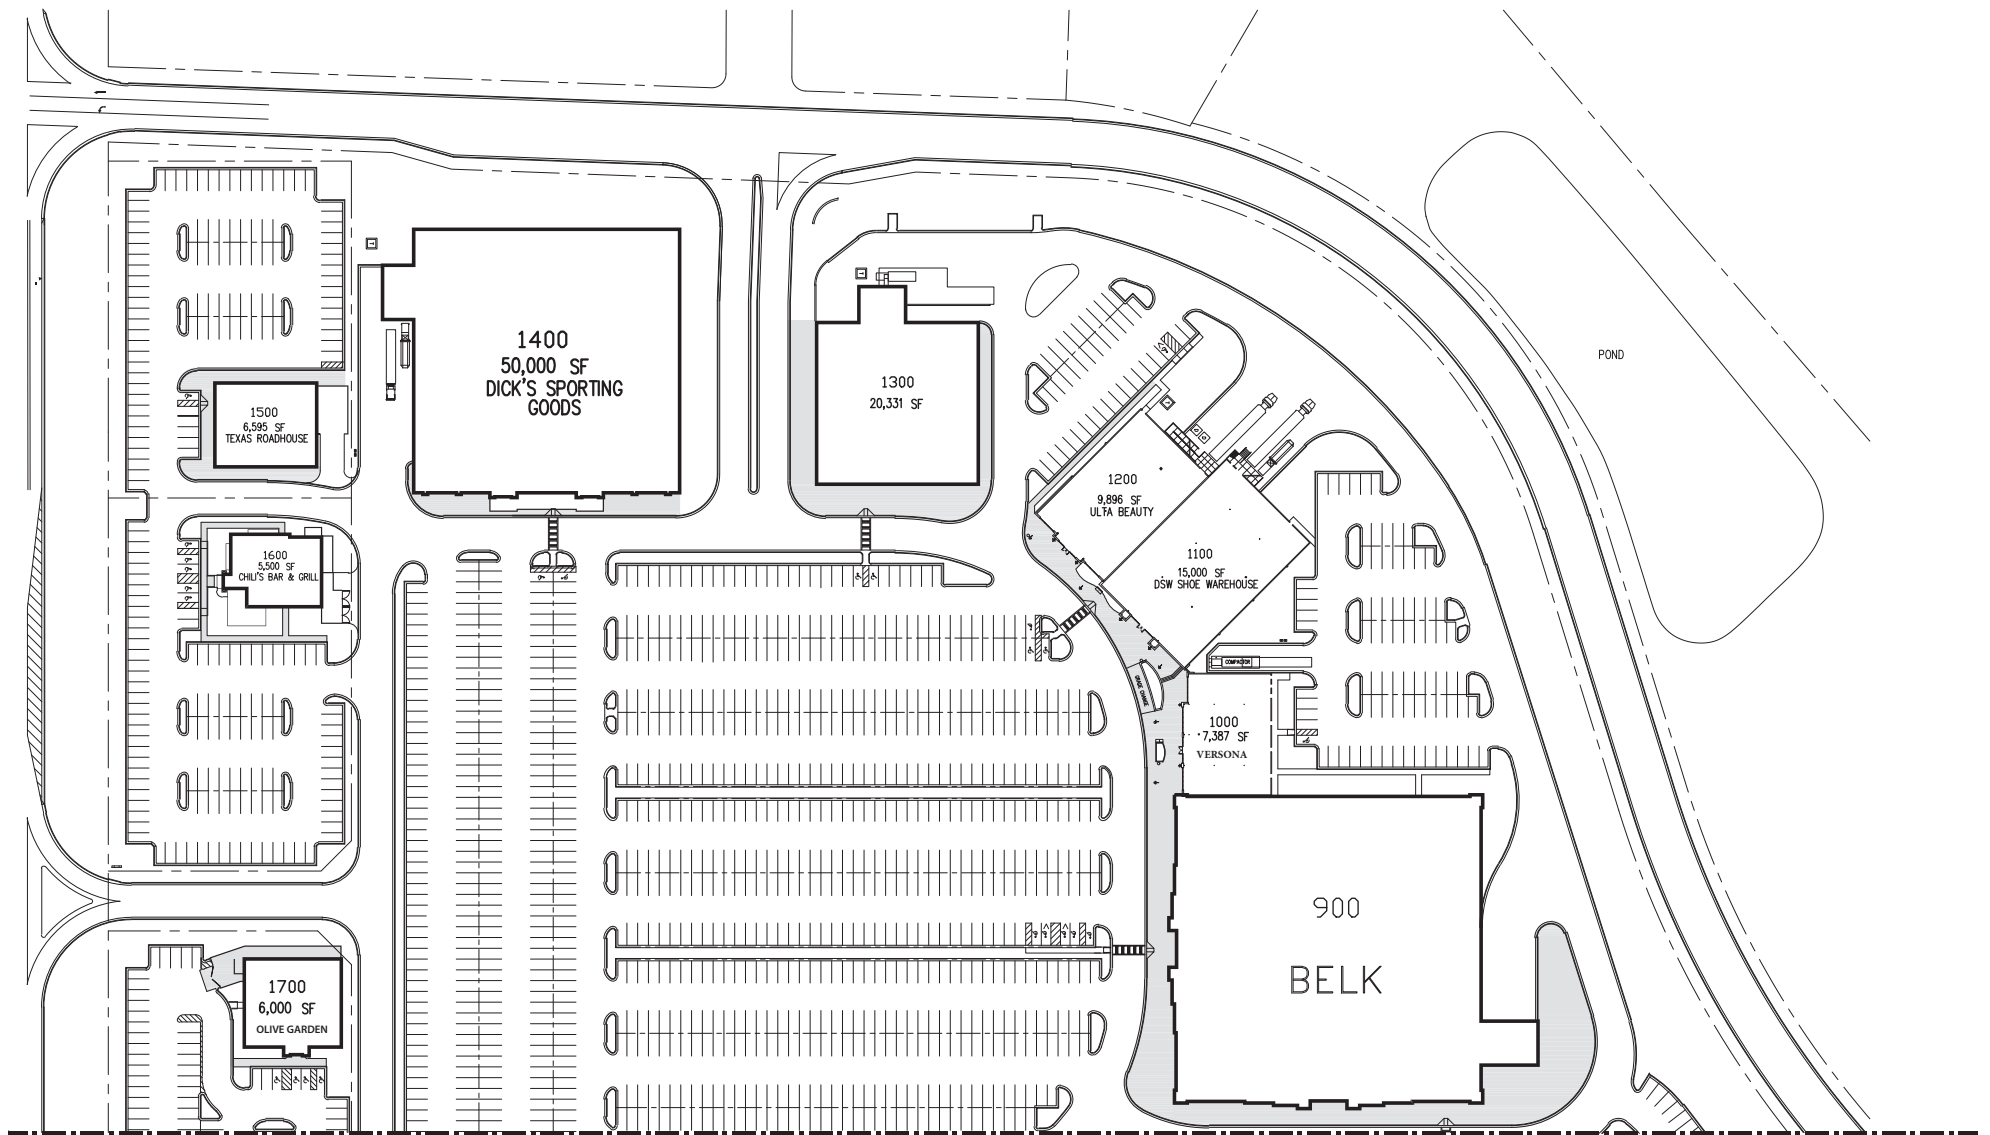 POND
1400
50,000 SF
DICK'S SPORTING
GOODS
1300
20,331 SF
1500
6,595 SF
TEXAS ROADHOUSE
1200
9,896 SF
ULTA BEAUTY
1100
15,000 SF
DSW SHOE WAREHOUSE
1600
5,500 SF
CHILI'S BAR & GRILL
COMPACTOR
GRADE CHANGE
1000
7,387 SF
VERSONA
900
BELK
1700
6,000 SF
OLIVE GARDEN